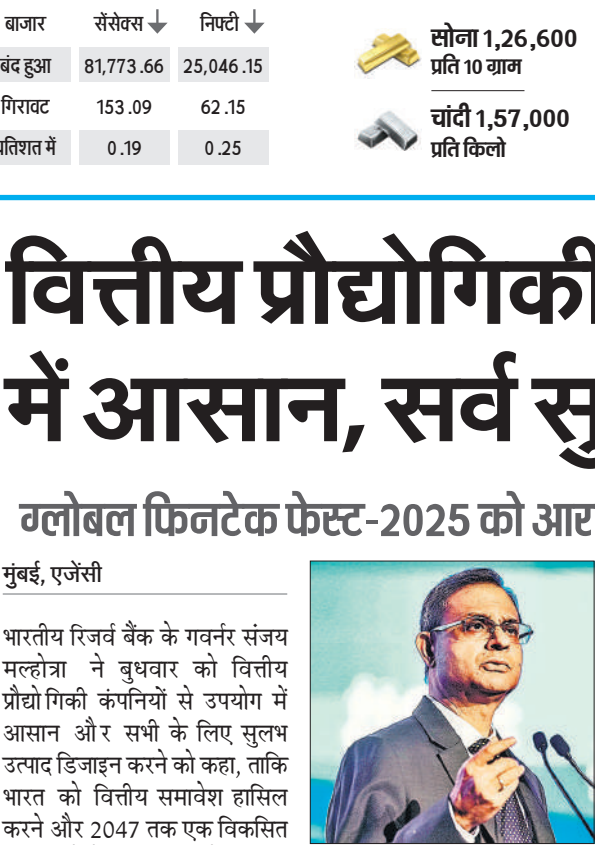 बाजार सेंसेक्स निफ्टी
बंद हुआ 81,773.66 25,046.15
गिरावट 153.09 62.15
प्रतिशत में 0.19 0.25
सोना 1,26,600
प्रति 10 ग्राम
चांदी 1,57,000
प्रति किलो
वित्तीय प्रौद्योगिकी
में आसान, सर्व सु
ग्लोबल फिनटेक फेस्ट-2025 को आर
मुंबई, एजेंसी
भारतीय रिजर्व बैंक के गवर्नर संजय
मल्होत्रा ने बुधवार को वित्तीय
प्रौद्योगिकी कंपनियों से उपयोग में
आसान और सभी के लिए सुलभ
उत्पाद डिजाइन करने को कहा, ताकि
भारत को वित्तीय समावेश हासिल
करने और 2047 तक एक विकसित